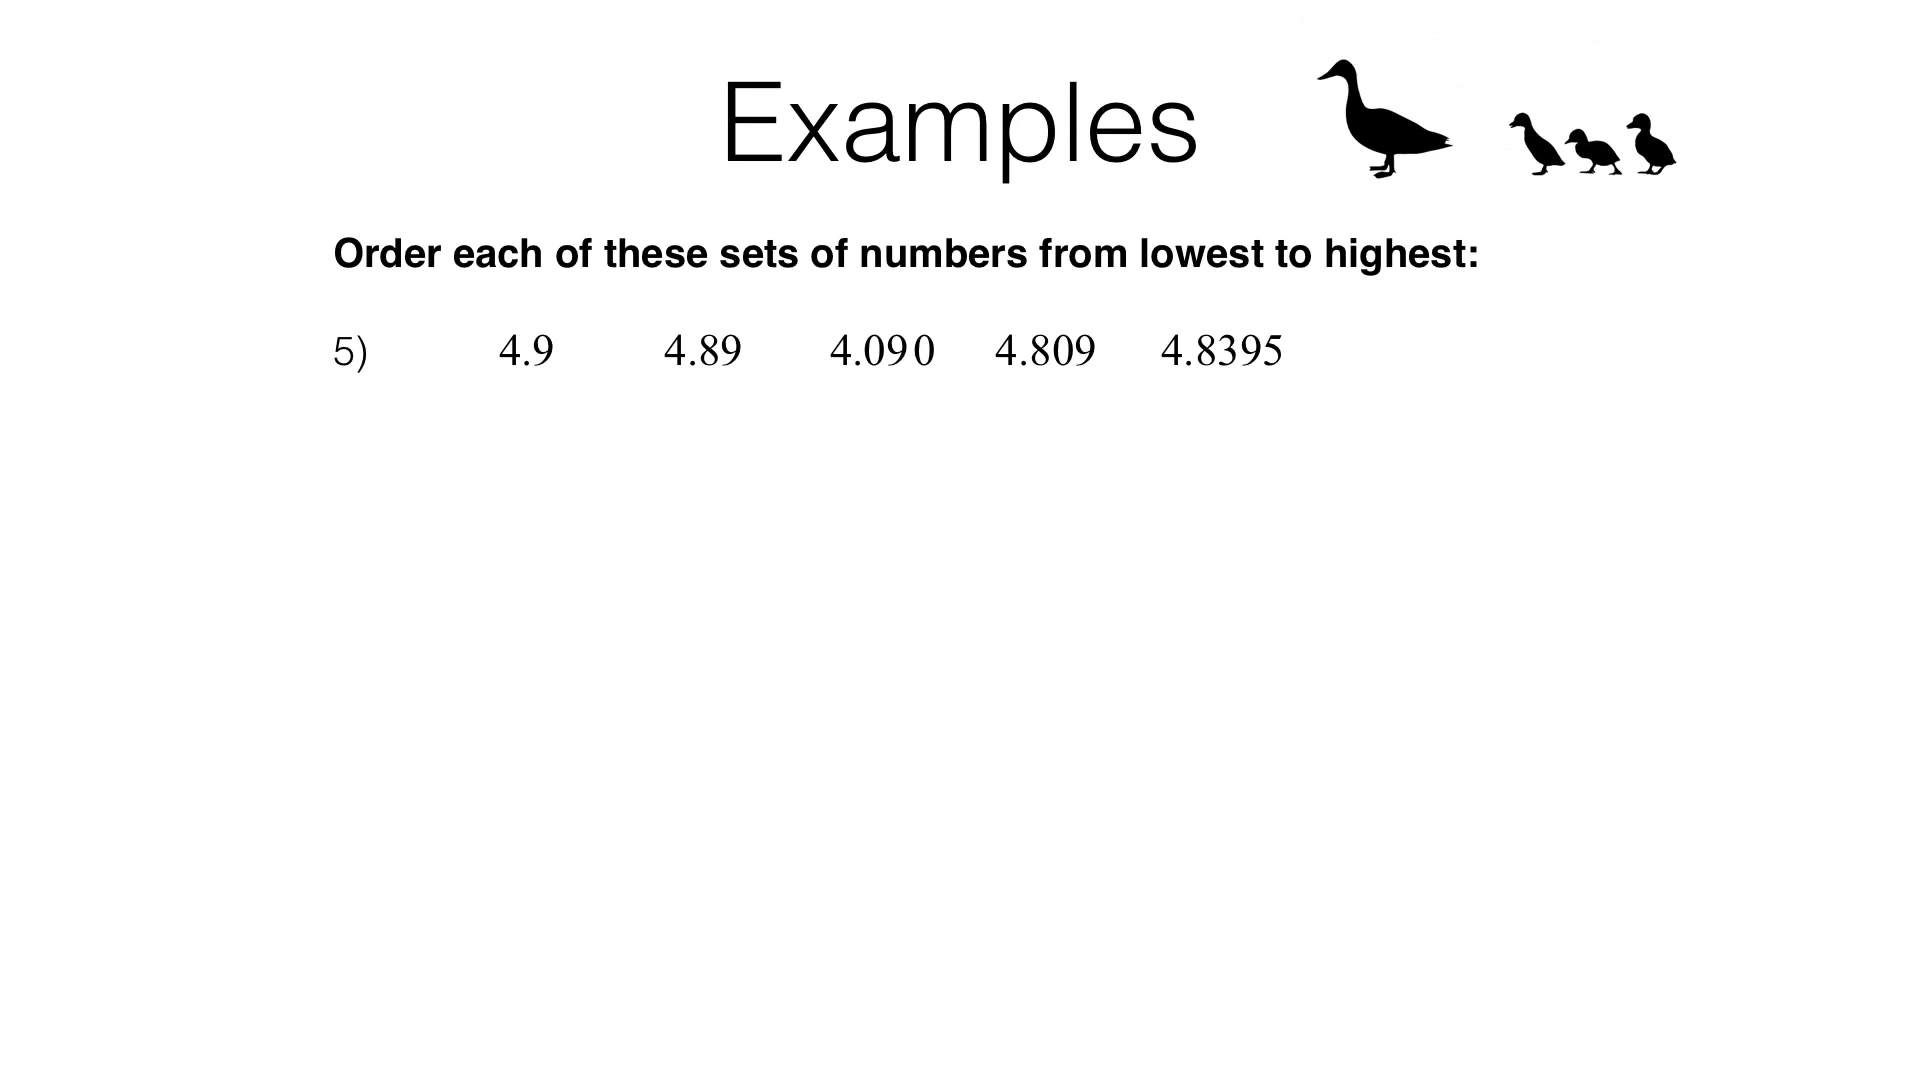 Examples
Order each of these sets of numbers from lowest to highest:
5) 4.9 4.89 4.090 4.809 4.8395